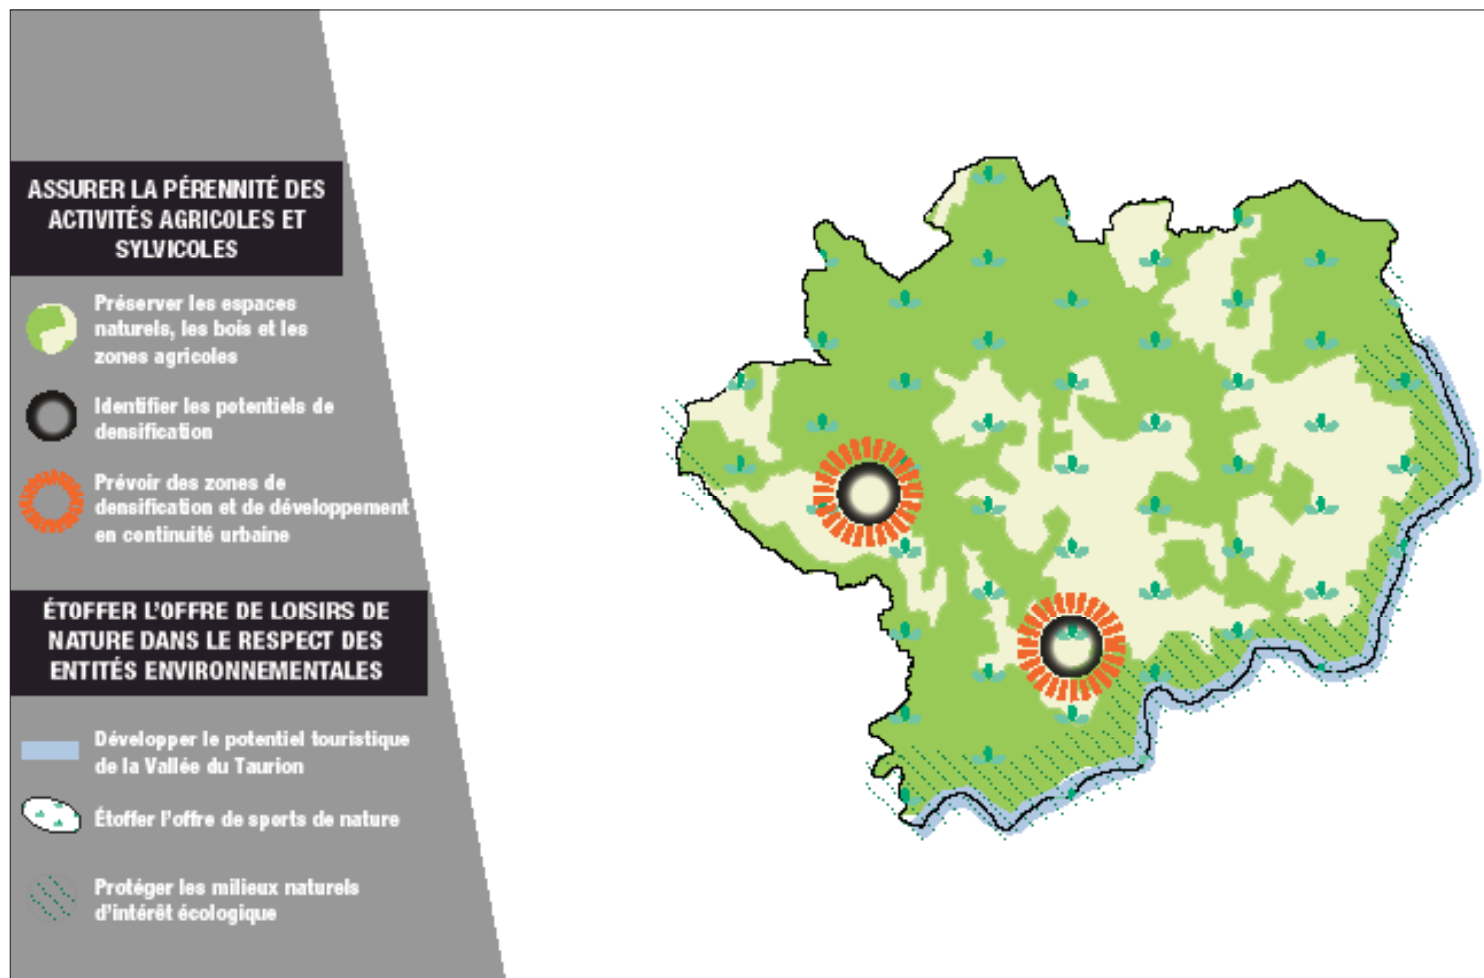 ASSURER LA PÉRENNITÉ DES
ACTIVITÉS AGRICOLES ET
SYLVICOLES
Préserver les espaces
naturels, les bois et les
zones agricoles
Identifier les potentiels de
densification
Prévoir des zones de
densification et de développement
en continuité urbaine
ÉTOFFER L'OFFRE DE LOISIRS DE
NATURE DANS LE RESPECT DES
ENTITÉS ENVIRONNEMENTALES
Développer le potentiel touristique
de la Vallée du Taurion
Étoffer l'offre de sports de nature
Protéger les milieux naturels
d'intérêt écologique